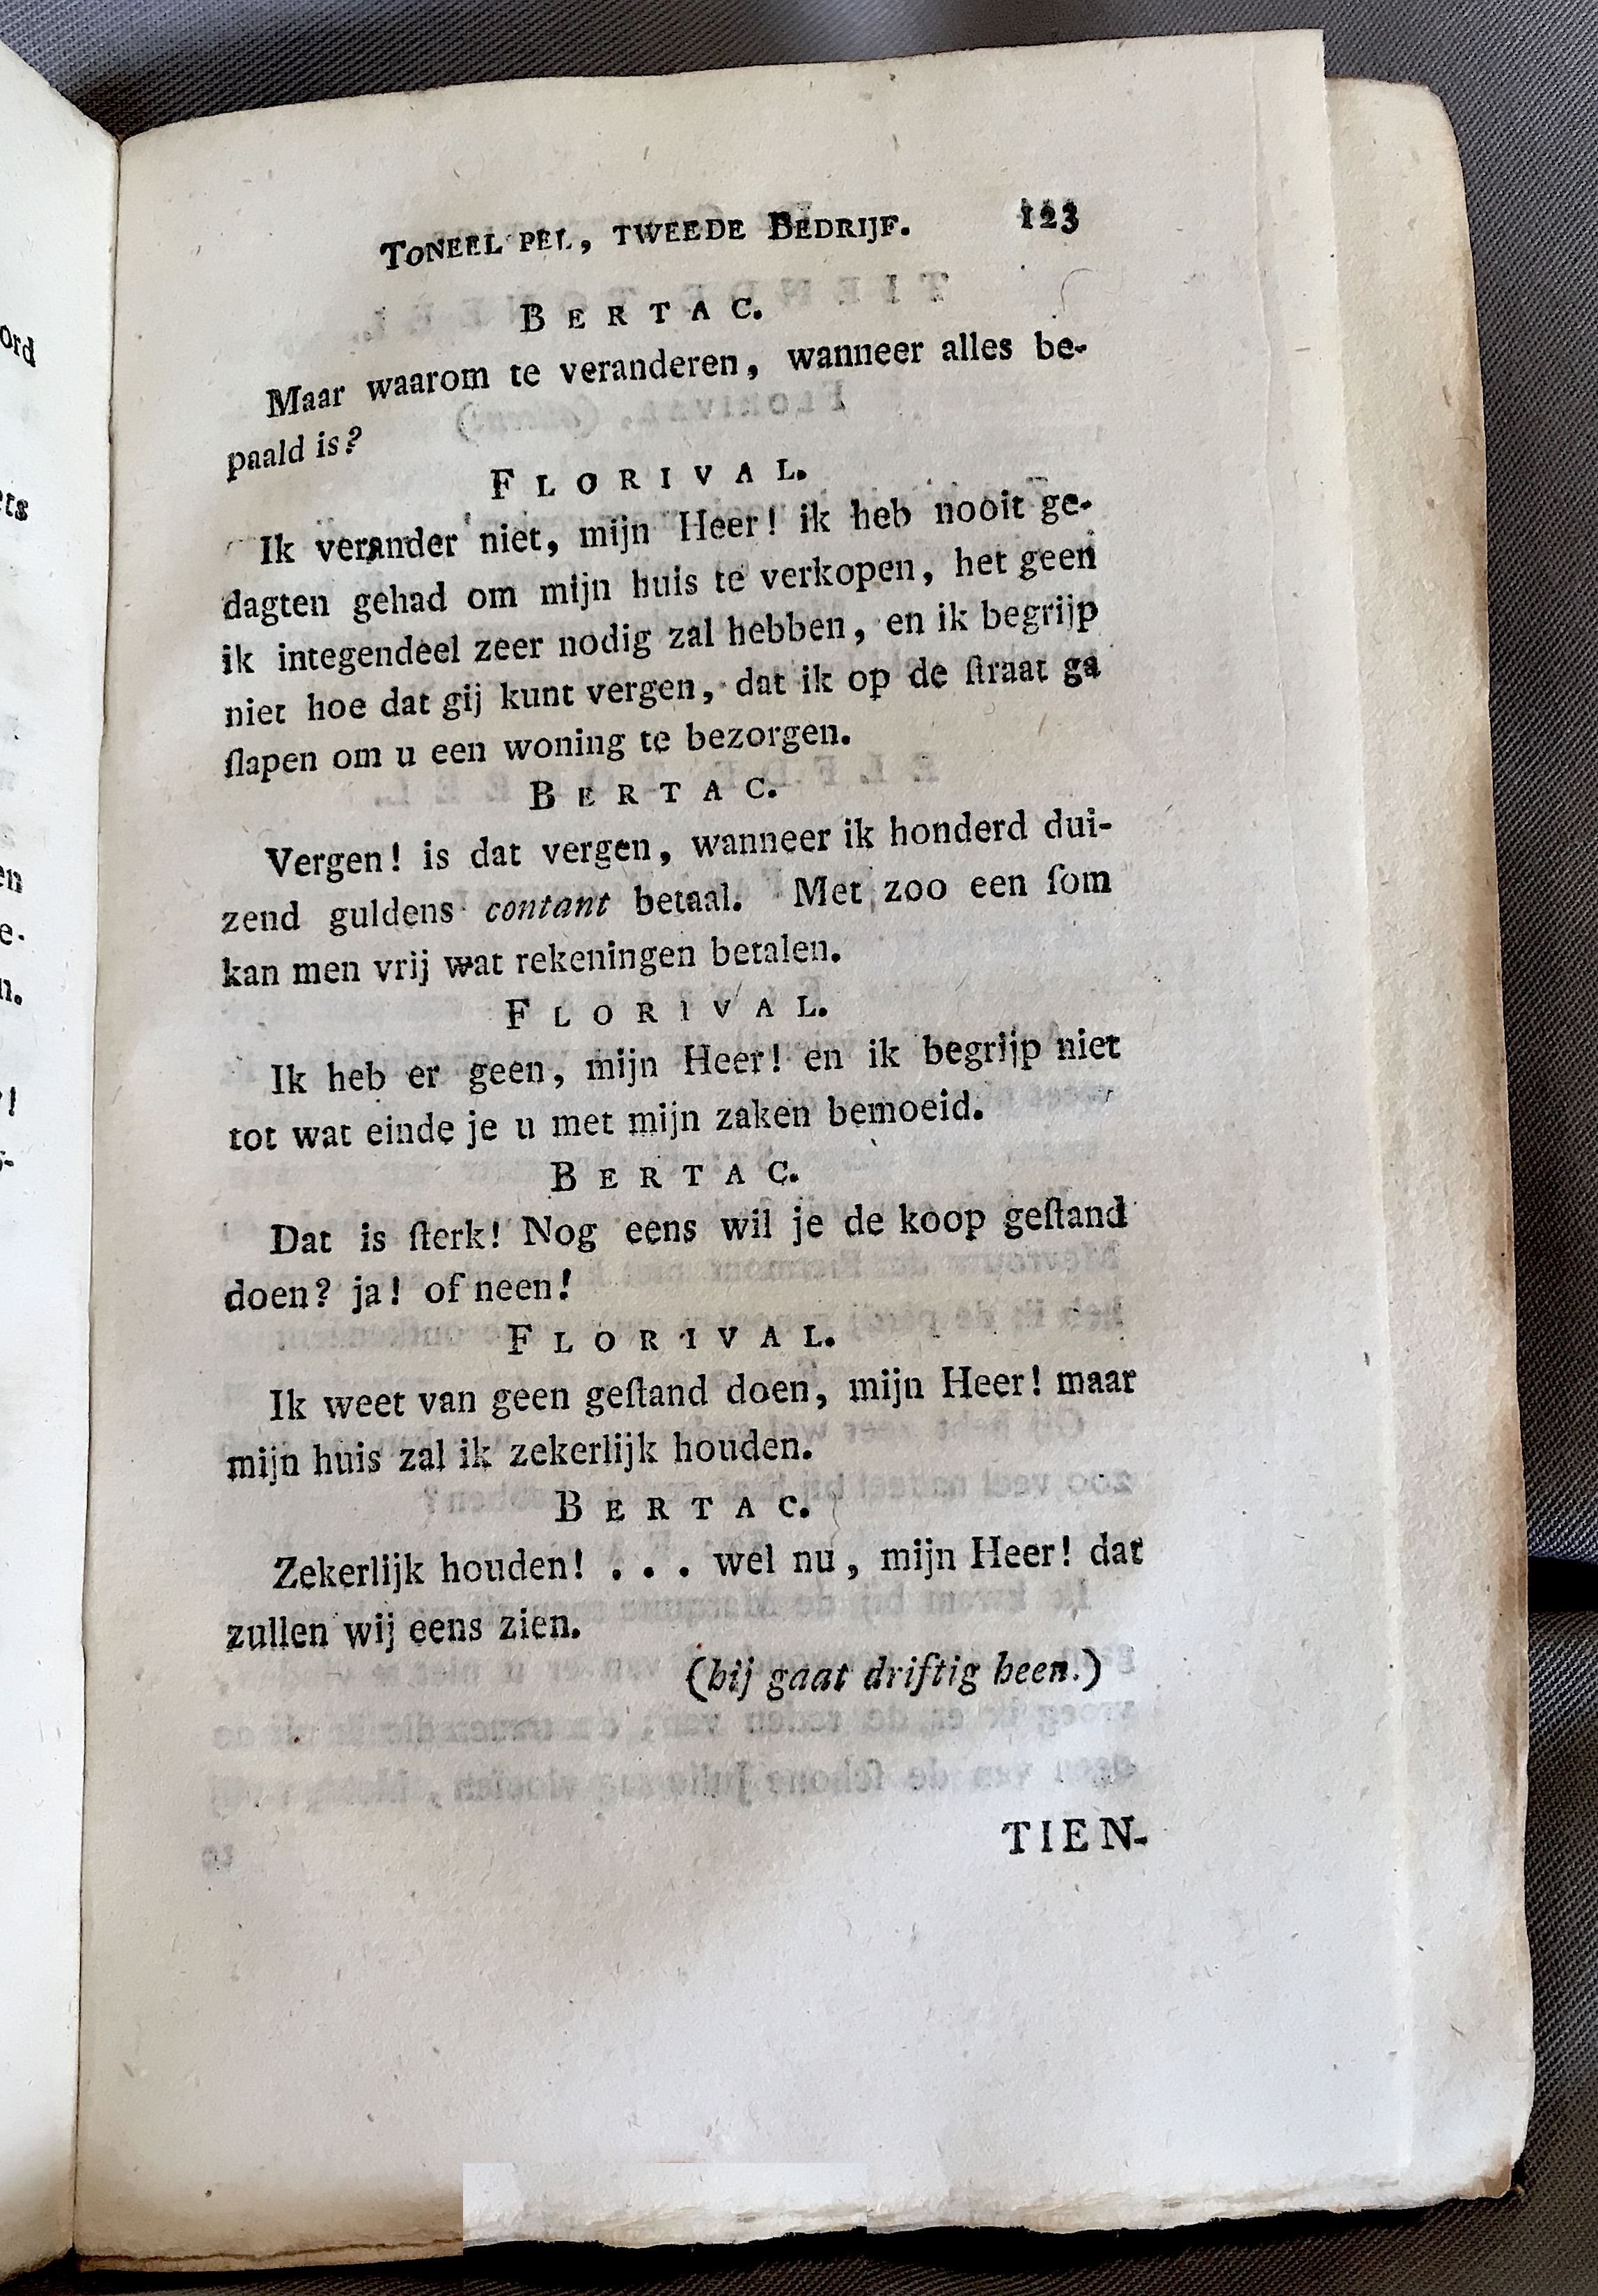 TONEEL PEL, TWEEDE BEDRIJF. 123
BERTAC.
Maar waarom te veranderen, wanneer alles be-
paald is?
FLORIVAL.
Ik verander niet, mijn Heer! ik heb nooit ge-
dagten gehad om mijn huis te verkopen, het geen
ik integendeel zeer nodig zal hebben, en ik begrijp
niet hoe dat gij kunt vergen, dat ik op de ſtraat ga
ſlapen om u een woning te bezorgen.
BERTAC.
Vergen! is dat vergen, wanneer ik honderd dui-
zend guldens contant betaal. Met zoo een ſom
kan men vrij wat rekeningen betalen.
FLORIVAL.
Ik heb er geen, mijn Heer! en ik begrijp niet
tot wat einde je u met mijn zaken bemoeid.
BERTAC.
Dat is ſterk! Nog eens wil je de koop geſtand
doen? ja! of neen!
FLORIVAL.
Ik weet van geen geſtand doen, mijn Heer! maar
mijn huis zal ik zekerlijk houden.
BERTAC.
Zekerlijk houden! . . . wel nu, mijn Heer! dat
zullen wij eens zien.
(hij gaat driftig heen.)
TIEN-